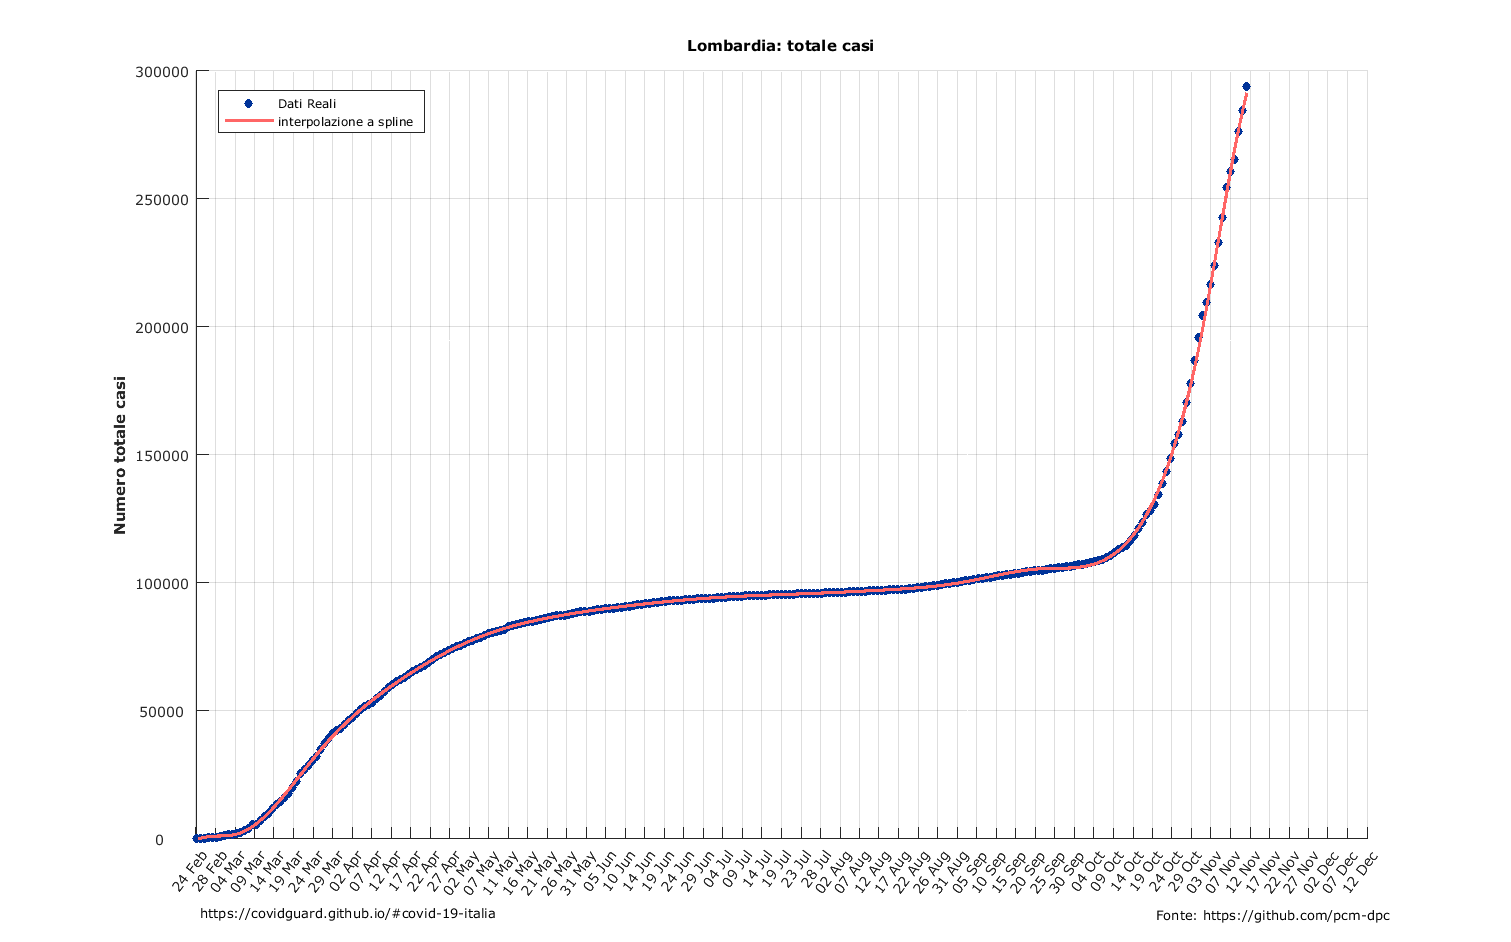 Lombardia: totale casi
300000
Dati Reali
interpolazione a spline
250000
200000
150000
100000
50000
0
Numero totale casi
24 Feb
28 Feb
04 Mar
09 Mar
14 Mar
19 Mar
24 Mar
29 Mar
02 Apr
07 Apr
12 Apr
17 Apr
22 Apr
27 Apr
02 May
07 May
11 May
16 May
21 May
26 May
31 May
05 Jun
10 Jun
14 Jun
19 Jun
24 Jun
29 Jun
04 Jul
09 Jul
14 Jul
19 Jul
23 Jul
28 Jul
02 Aug
07 Aug
12 Aug
17 Aug
22 Aug
26 Aug
31 Aug
05 Sep
10 Sep
15 Sep
20 Sep
25 Sep
30 Sep
04 Oct
09 Oct
14 Oct
19 Oct
24 Oct
29 Oct
03 Nov
07 Nov
12 Nov
17 Nov
22 Nov
27 Nov
02 Dec
07 Dec
12 Dec
https://covidguard.github.io/#covid-19-italia
Fonte: https://github.com/pcm-dpc